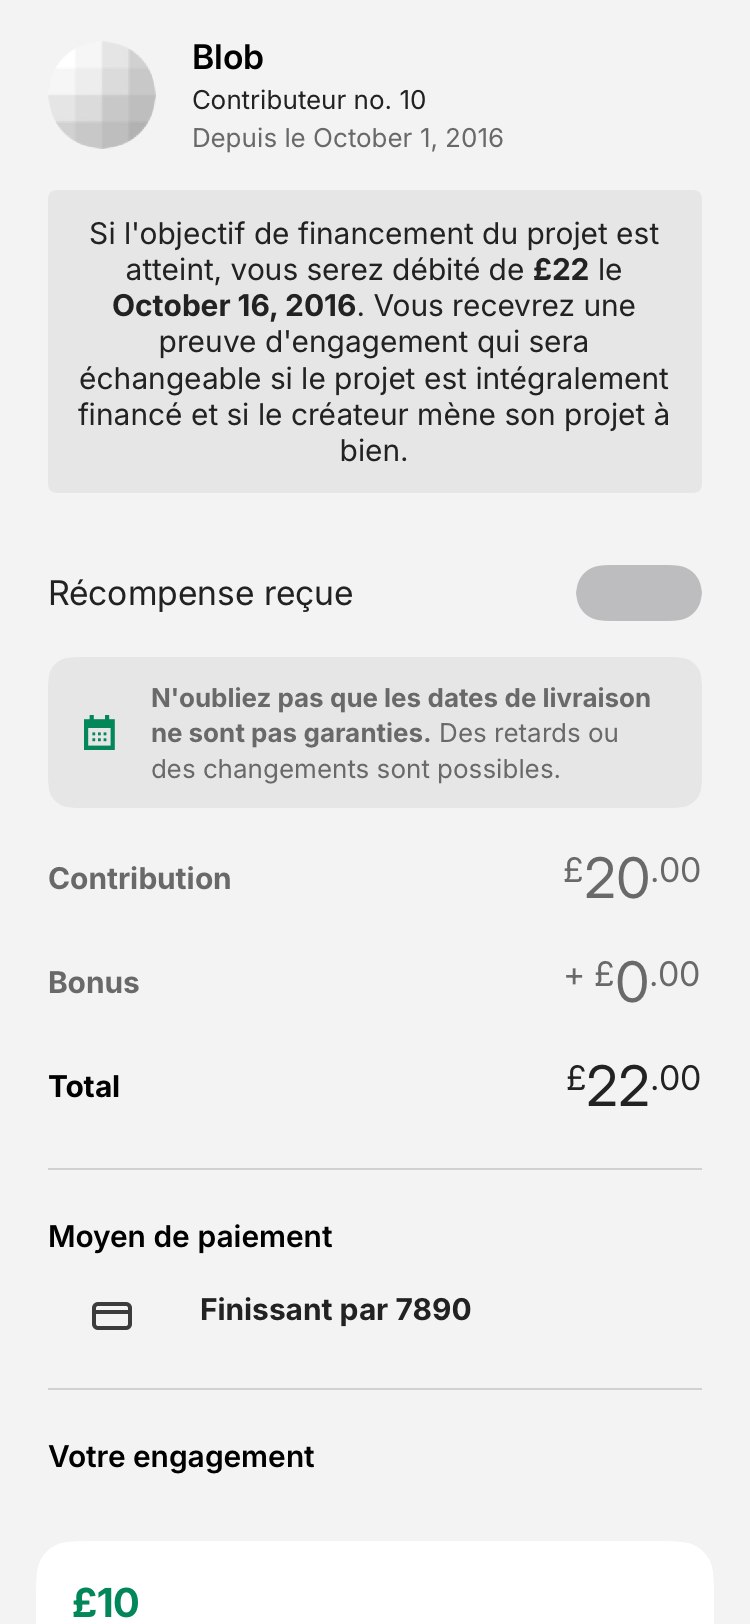 Blob
Contributeur no. 10
Depuis le October 1, 2016
Si l'objectif de financement du projet est
atteint, vous serez débité de £22 le
October 16, 2016. Vous recevrez une
preuve d'engagement qui sera
échangeable si le projet est intégralement
financé et si le créateur mène son projet à
bien.
Récompense reçue
N'oubliez pas que les dates de livraison
ne sont pas garanties. Des retards ou
des changements sont possibles.
Contribution £20.00
Bonus + £0.00
Total £22.00
Moyen de paiement
Finissant par 7890
Votre engagement
£10